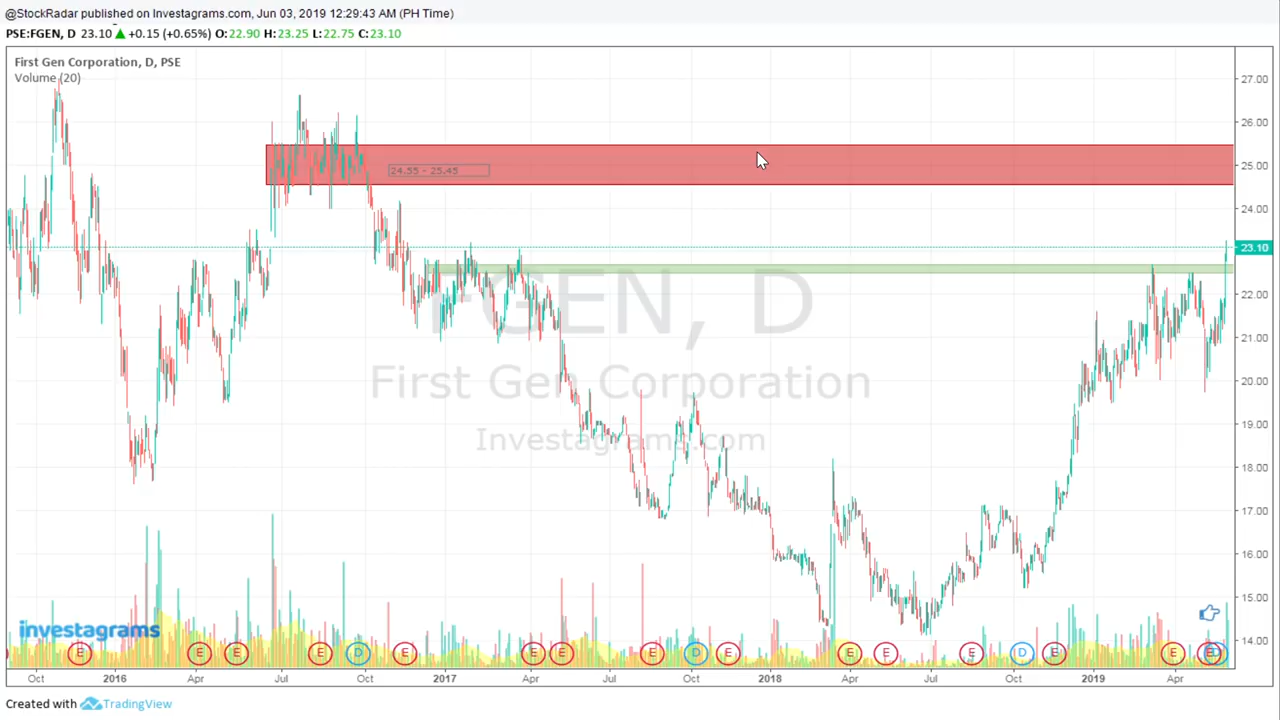 @StockRadar published on Investagrams.com, Jun 03, 2019 12:29:43 AM (PH Time)
PSE:FGEN, D 23.10 ▲ +0.15 (+0.65%) O:22.90 H:23.25 L:22.75 C:23.10
First Gen Corporation, D, PSE
Volume (20)
27.00
26.00
25.00
24.55 - 25.45
24.00
23.10
22.00
FGEN, D
21.00
First Gen Corporation
20.00
19.00
Investagrams.com
18.00
17.00
16.00
15.00
investagrams
14.00
E E E E D E E E E D E E E E D E E E D
Oct 2016 Apr Jul Oct 2017 Apr Jul Oct 2018 Apr Jul Oct 2019 Apr
Created with TradingView